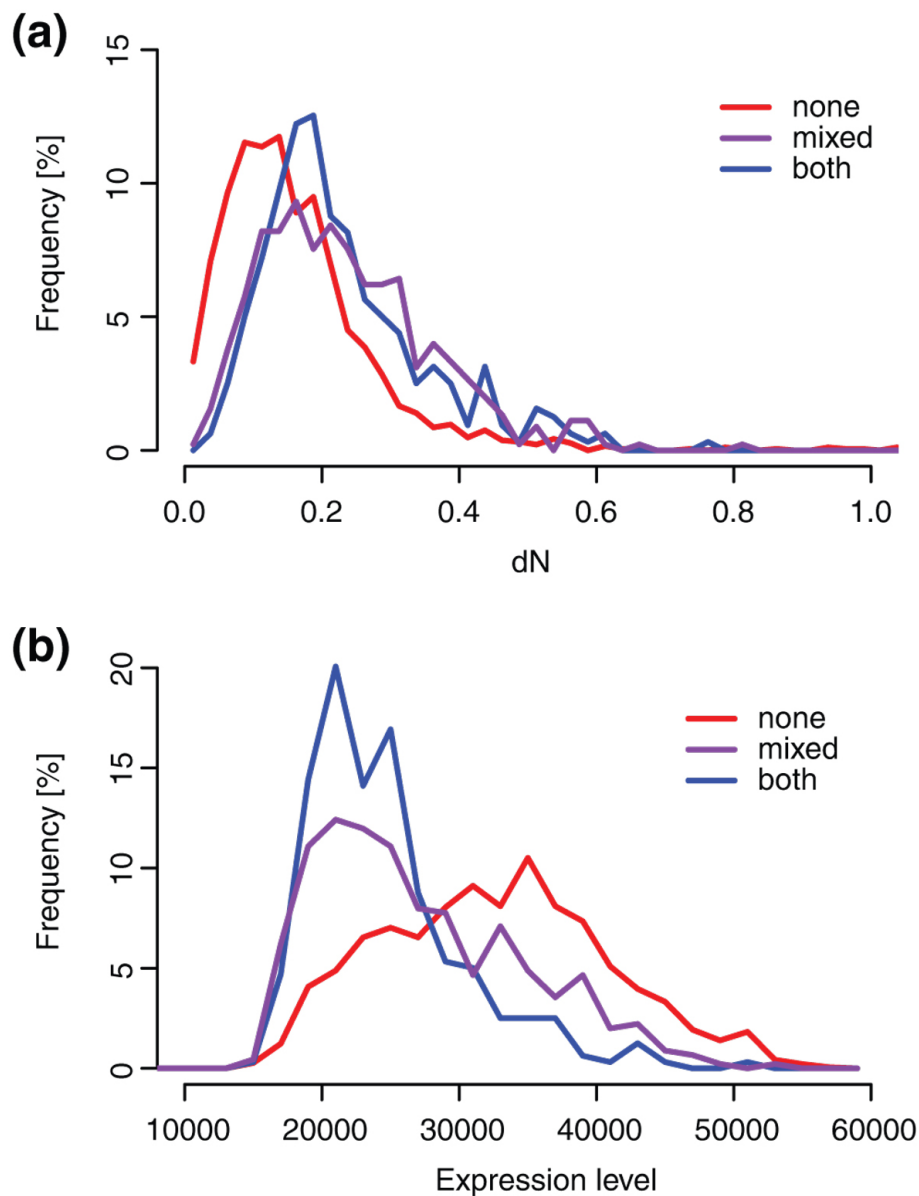 (a)
Frequency [%]
15
10
5
0
none
mixed
both
0.0 0.2 0.4 0.6 0.8 1.0
dN
(b)
Frequency [%]
20
15
10
5
0
none
mixed
both
10000 20000 30000 40000 50000 60000
Expression level